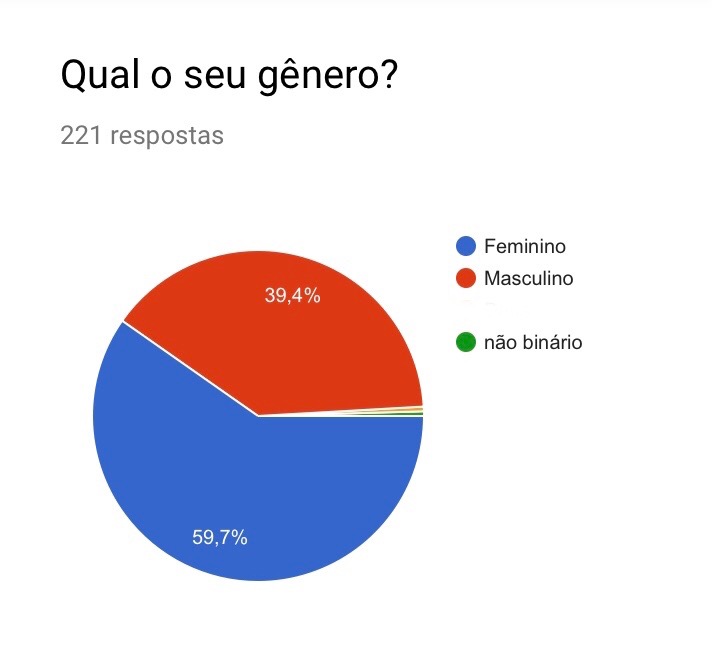 Qual o seu gênero?
221 respostas
Feminino
Masculino
não binário
39,4%
59,7%